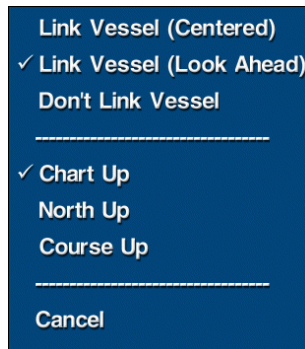 Link Vessel (Centered)
✓ Link Vessel (Look Ahead)
Don't Link Vessel
----------------------------------
✓ Chart Up
North Up
Course Up
----------------------------------
Cancel